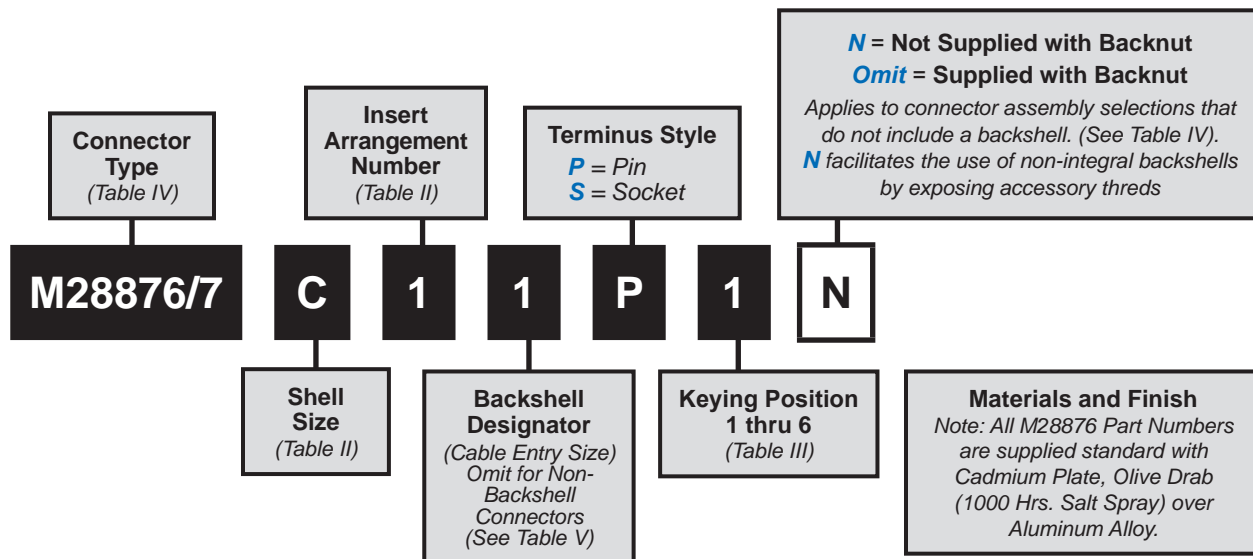 N = Not Supplied with Backnut
Omit = Supplied with Backnut
Applies to connector assembly selections that
do not include a backshell. (See Table IV).
N facilitates the use of non-integral backshells
by exposing accessory threds
Insert
Arrangement
Number
(Table II)
Connector
Type
(Table IV)
Terminus Style
P = Pin
S = Socket
M28876/7
C
1
1
P
1
N
Shell
Size
(Table II)
Backshell
Designator
(Cable Entry Size)
Omit for Non-
Backshell
Connectors
(See Table V)
Keying Position
1 thru 6
(Table III)
Materials and Finish
Note: All M28876 Part Numbers
are supplied standard with
Cadmium Plate, Olive Drab
(1000 Hrs. Salt Spray) over
Aluminum Alloy.